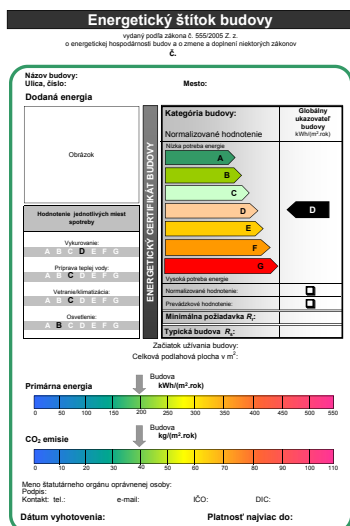 Energetický štítok budovy
vydaný podľa zákona č. 555/2005 Z. z.
o energetickej hospodárnosti budov a o zmene a doplnení niektorých zákonov
č.
Názov budovy:
Ulica, číslo: Mesto:
Dodaná energia
Obrázok
Hodnotenie jednotlivých miest
spotreby
Vykurovanie:
A B C D E F G
Príprava teplej vody:
A B C D E F G
Vetranie/klimatizácia:
A B C D E F G
Osvetlenie:
A B C D E F G
ENERGETICKÝ CERTIFIKÁT BUDOVY
Kategória budovy:
Normalizované hodnotenie
Globálny
ukazovateľ
budovy
kWh/(m².rok)
Nízka potreba energie
A
B
C
D D
E
F
G
Vysoká potreba energie
Normalizované hodnotenie:
Prevádzkové hodnotenie:
Minimálna požiadavka Rr:
Typická budova Rs:
Začiatok užívania budovy:
Celková podlahová plocha v m²:
Budova
Primárna energia kWh/(m².rok)
0 50 100 150 200 250 300 350 400 450 500 550
Budova
CO₂ emisie kg/(m².rok)
0 10 20 30 40 50 60 70 80 90 100 110
Meno štatutárneho orgánu oprávnenej osoby:
Podpis:
Kontakt: tel.: e-mail: IČO: DIC:
Dátum vyhotovenia: Platnosť najviac do: